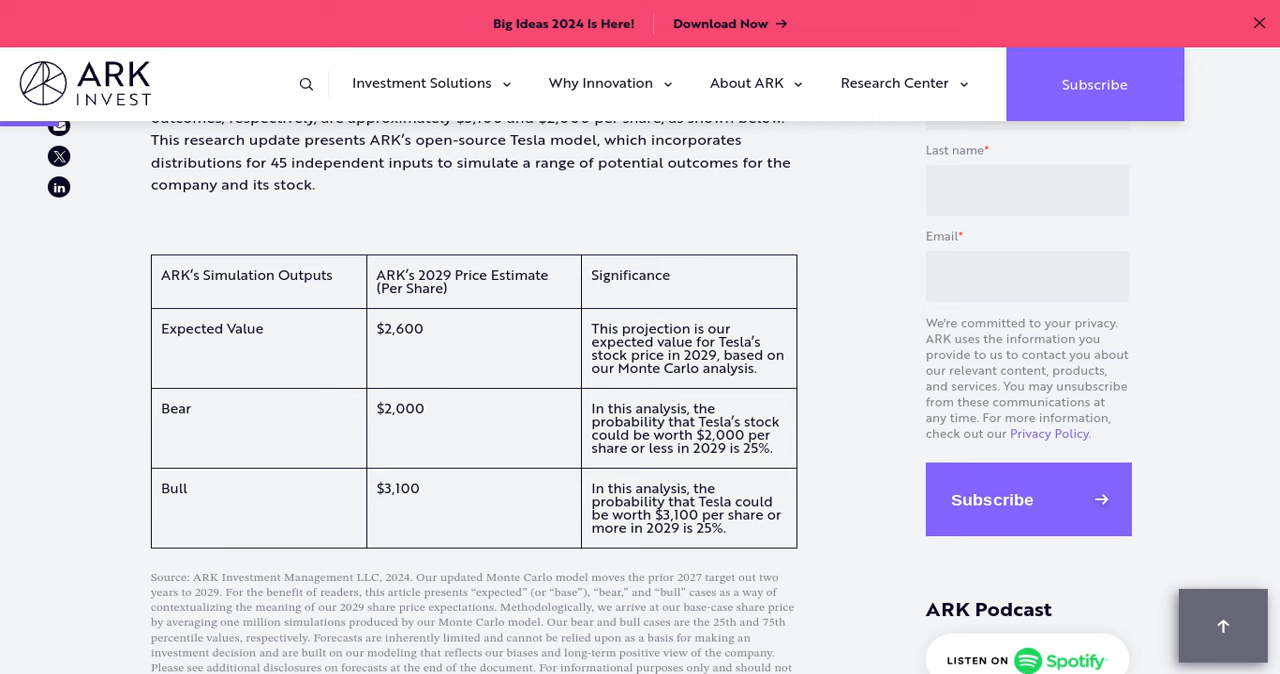 Big Ideas 2024 Is Here!
Download Now →
ARK
INVEST
Investment Solutions
Why Innovation
About ARK
Research Center
Subscribe
outcomes, respectively, are approximately $3,100 and $2,000 per share, as shown below.
This research update presents ARK’s open-source Tesla model, which incorporates
distributions for 45 independent inputs to simulate a range of potential outcomes for the
company and its stock.
ARK’s Simulation Outputs
ARK’s 2029 Price Estimate
(Per Share)
Significance
Expected Value
$2,600
This projection is our
expected value for Tesla’s
stock price in 2029, based on
our Monte Carlo analysis.
Bear
$2,000
In this analysis, the
probability that Tesla’s stock
could be worth $2,000 per
share or less in 2029 is 25%.
Bull
$3,100
In this analysis, the
probability that Tesla could
be worth $3,100 per share or
more in 2029 is 25%.
Source: ARK Investment Management LLC, 2024. Our updated Monte Carlo model moves the prior 2027 target out two
years to 2029. For the benefit of readers, this article presents “expected” (or “base”), “bear,” and “bull” cases as a way of
contextualizing the meaning of our 2029 share price expectations. Methodologically, we arrive at our base-case share price
by averaging one million simulations produced by our Monte Carlo model. Our bear and bull cases are the 25th and 75th
percentile values, respectively. Forecasts are inherently limited and cannot be relied upon as a basis for making an
investment decision and are built on our modeling that reflects our biases and long-term positive view of the company.
Please see additional disclosures on forecasts at the end of the document. For informational purposes only and should not
Last name*
Email*
We're committed to your privacy.
ARK uses the information you
provide to us to contact you about
our relevant content, products,
and services. You may unsubscribe
from these communications at
any time. For more information,
check out our Privacy Policy.
Subscribe
ARK Podcast
LISTEN ON Spotify